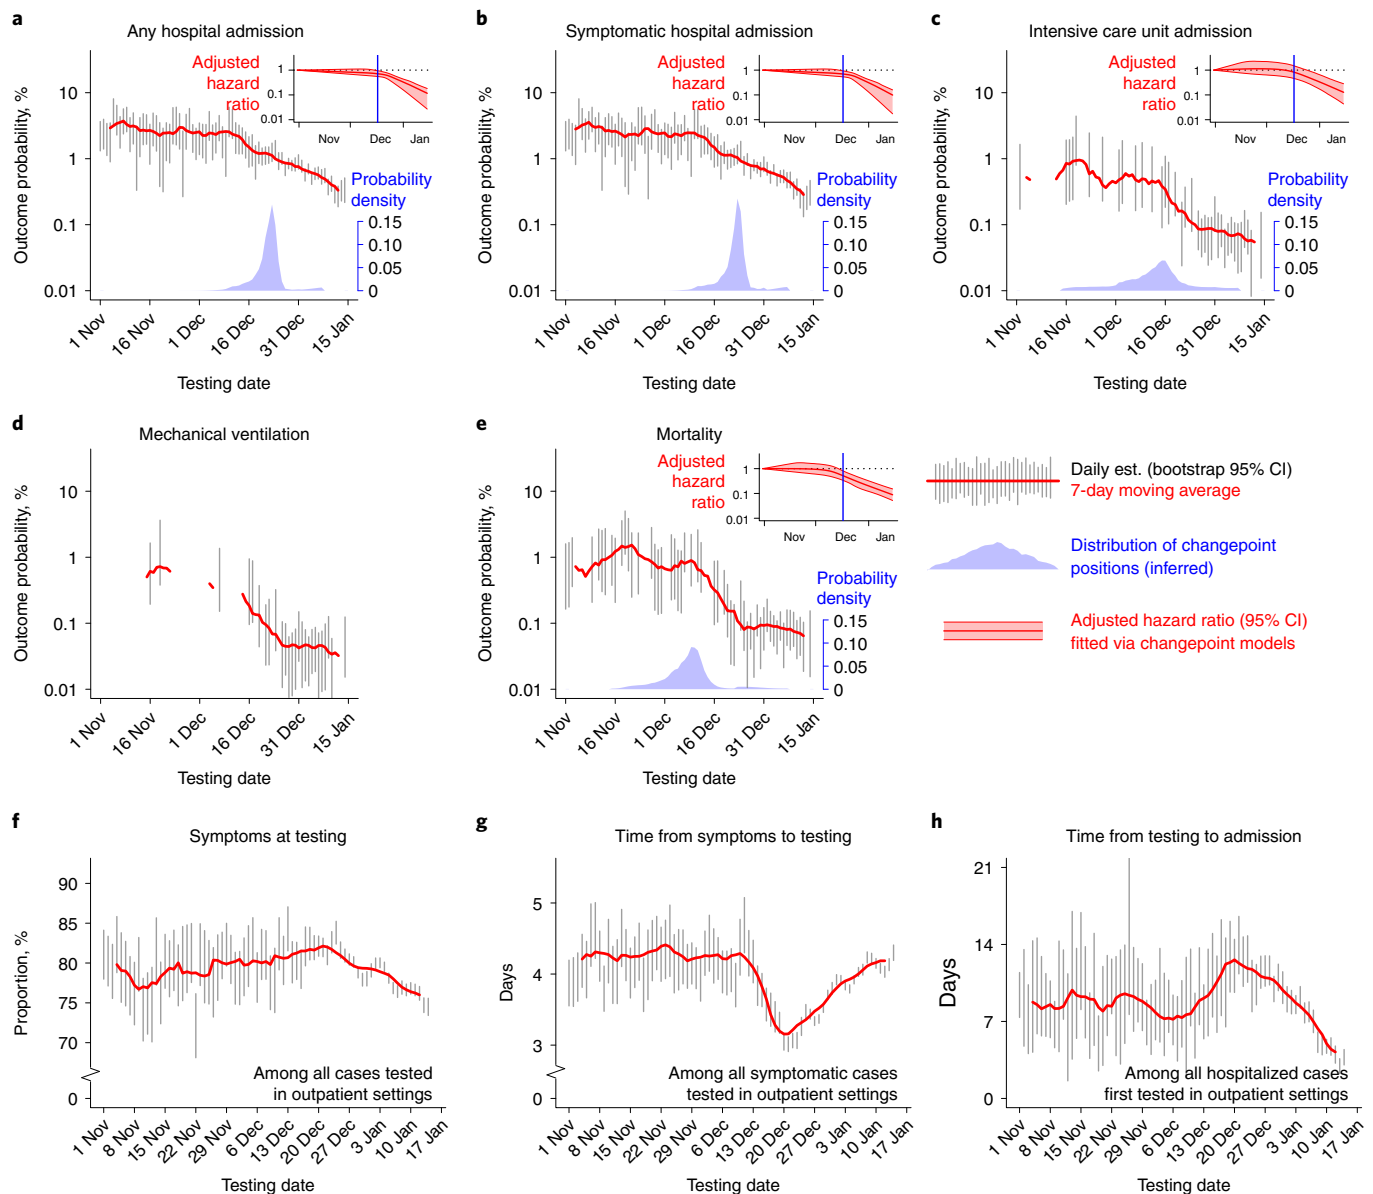 a
Any hospital admission
Adjusted
hazard
ratio
1
0.1
0.01
Nov
Dec
Jan
Outcome probability, %
10
1
0.1
0.01
Probability
density
0.15
0.10
0.05
0
1 Nov
16 Nov
1 Dec
16 Dec
31 Dec
15 Jan
Testing date
b
Symptomatic hospital admission
Adjusted
hazard
ratio
1
0.1
0.01
Nov
Dec
Jan
Outcome probability, %
10
1
0.1
0.01
Probability
density
0.15
0.10
0.05
0
1 Nov
16 Nov
1 Dec
16 Dec
31 Dec
15 Jan
Testing date
c
Intensive care unit admission
Adjusted
hazard
ratio
1
0.1
0.01
Nov
Dec
Jan
Outcome probability, %
10
1
0.1
0.01
Probability
density
0.15
0.10
0.05
0
1 Nov
16 Nov
1 Dec
16 Dec
31 Dec
15 Jan
Testing date
d
Mechanical ventilation
Outcome probability, %
10
1
0.1
0.01
1 Nov
16 Nov
1 Dec
16 Dec
31 Dec
15 Jan
Testing date
e
Mortality
Adjusted
hazard
ratio
1
0.1
0.01
Nov
Dec
Jan
Outcome probability, %
10
1
0.1
0.01
Probability
density
0.15
0.10
0.05
0
1 Nov
16 Nov
1 Dec
16 Dec
31 Dec
15 Jan
Testing date
Daily est. (bootstrap 95% CI)
7-day moving average
Distribution of changepoint
positions (inferred)
Adjusted hazard ratio (95% CI)
fitted via changepoint models
f
Symptoms at testing
Proportion, %
90
85
80
75
70
0
Among all cases tested
in outpatient settings
1 Nov
8 Nov
15 Nov
22 Nov
29 Nov
6 Dec
13 Dec
20 Dec
27 Dec
3 Jan
10 Jan
17 Jan
Testing date
g
Time from symptoms to testing
Days
5
4
3
0
Among all symptomatic cases
tested in outpatient settings
1 Nov
8 Nov
15 Nov
22 Nov
29 Nov
6 Dec
13 Dec
20 Dec
27 Dec
3 Jan
10 Jan
17 Jan
Testing date
h
Time from testing to admission
Days
21
14
7
0
Among all hospitalized cases
first tested in outpatient settings
1 Nov
8 Nov
15 Nov
22 Nov
29 Nov
6 Dec
13 Dec
20 Dec
27 Dec
3 Jan
10 Jan
17 Jan
Testing date